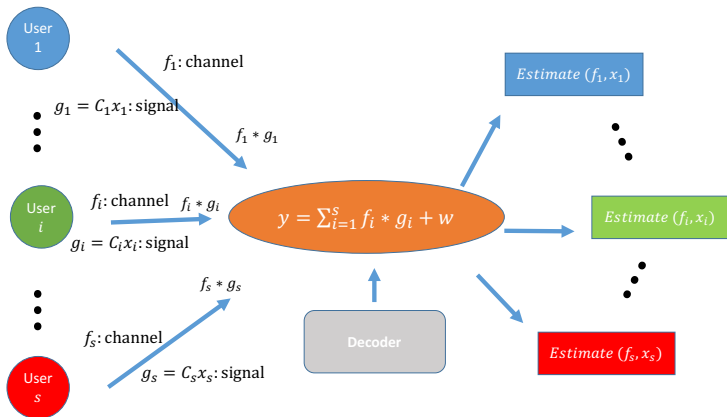 User
1
f₁: channel
g₁ = C₁x₁: signal
f₁ * g₁
Estimate (f₁, x₁)
User
i
fᵢ: channel
fᵢ * gᵢ
gᵢ = Cᵢxᵢ: signal
y = ∑ᵢ₌₁ˢ fᵢ * gᵢ + w
Estimate (fᵢ, xᵢ)
fₛ * gₛ
fₛ: channel
Decoder
Estimate (fₛ, xₛ)
User
s
gₛ = Cₛxₛ: signal